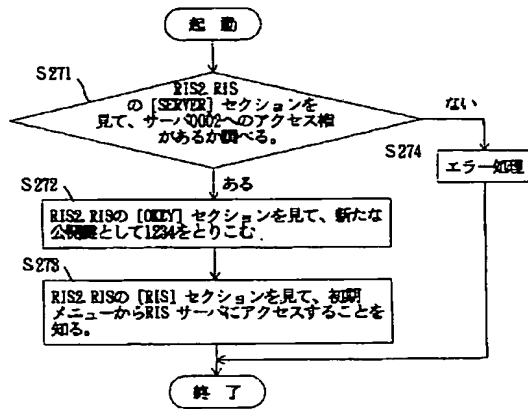 起 動
S271
RIS2.RIS
の [SERVER] セクションを
見て、サーバ0002へのアクセス権
があるか調べる。
ない
S274
エラー処理
ある
S272
RIS2.RISの [OKEY] セクションを見て、新たな
公開鍵として1234をとりこむ.
S273
RIS2.RISの [RIS] セクションを見て、初期
メニューからRIS サーバにアクセスすることを
知る。
終 了